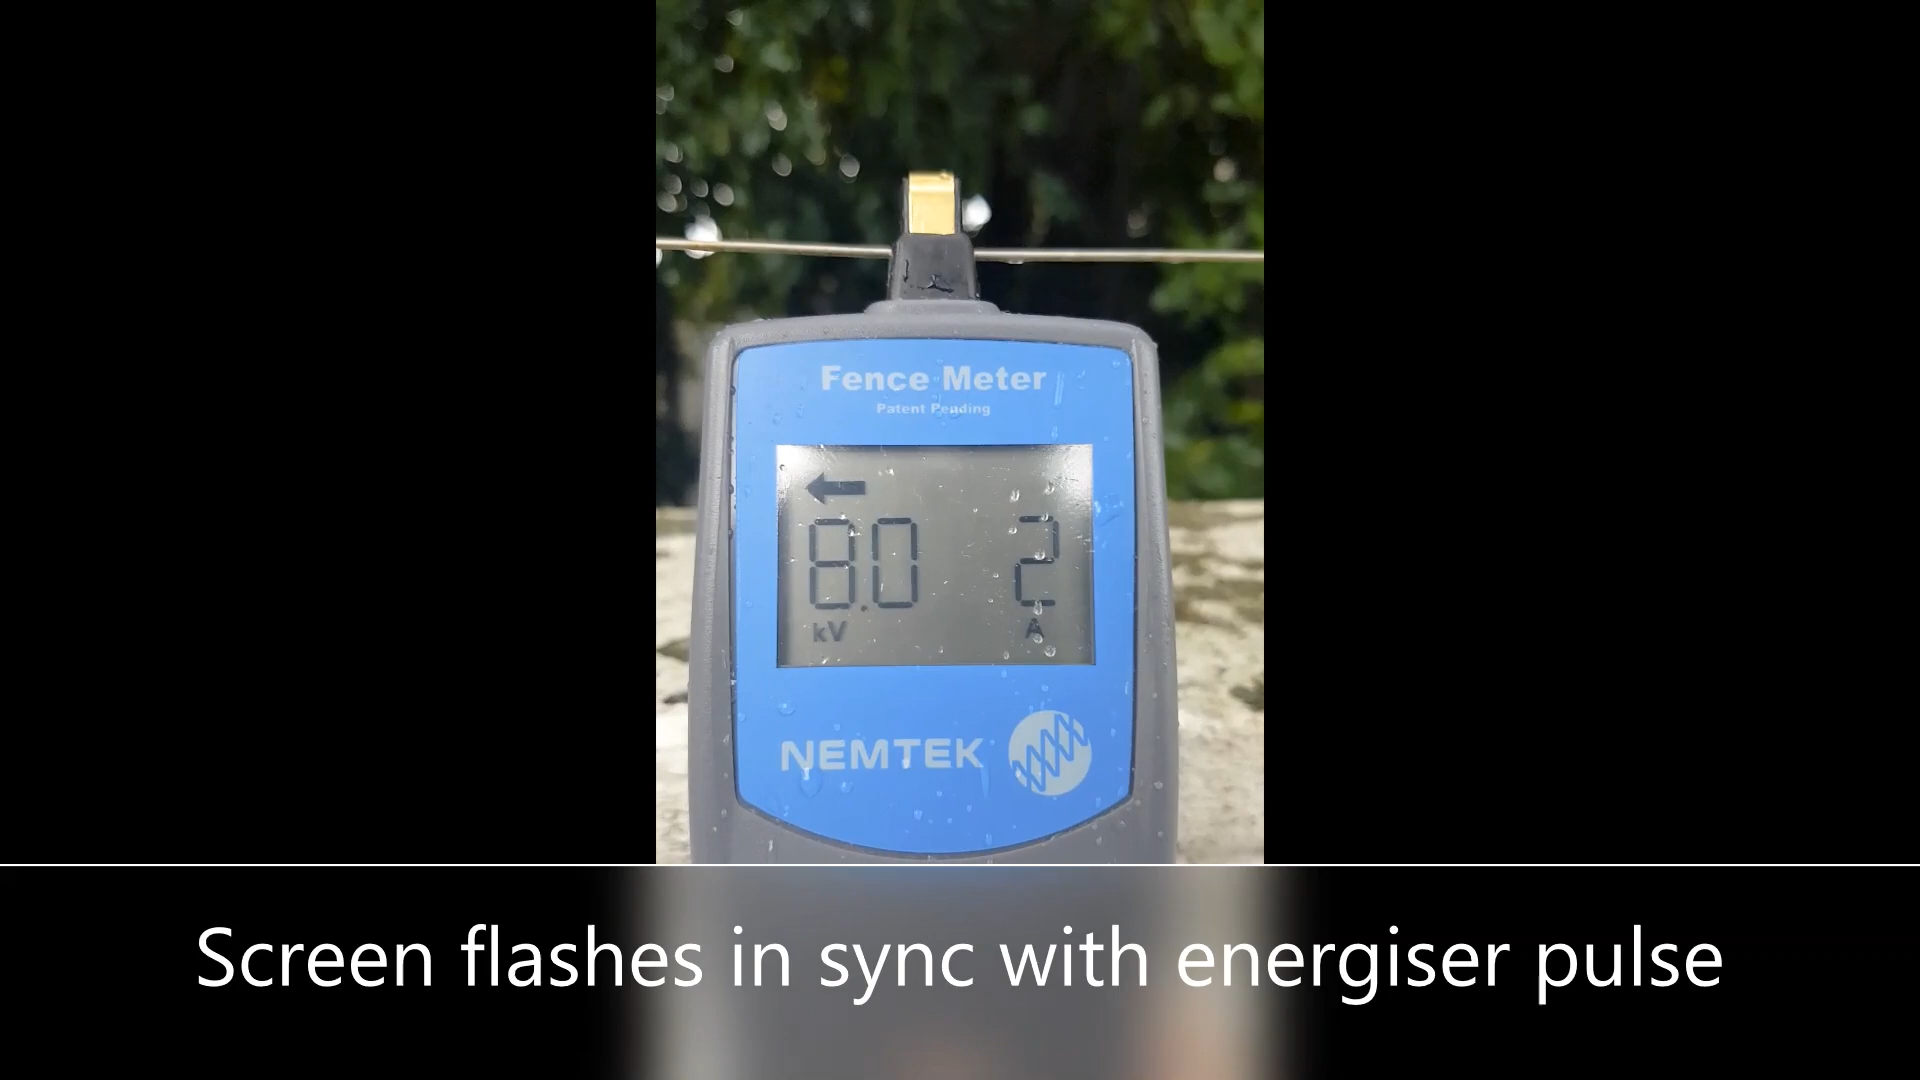 Fence Meter
Patent Pending
8.0 2
kV A
NEMTEK
Screen flashes in sync with energiser pulse